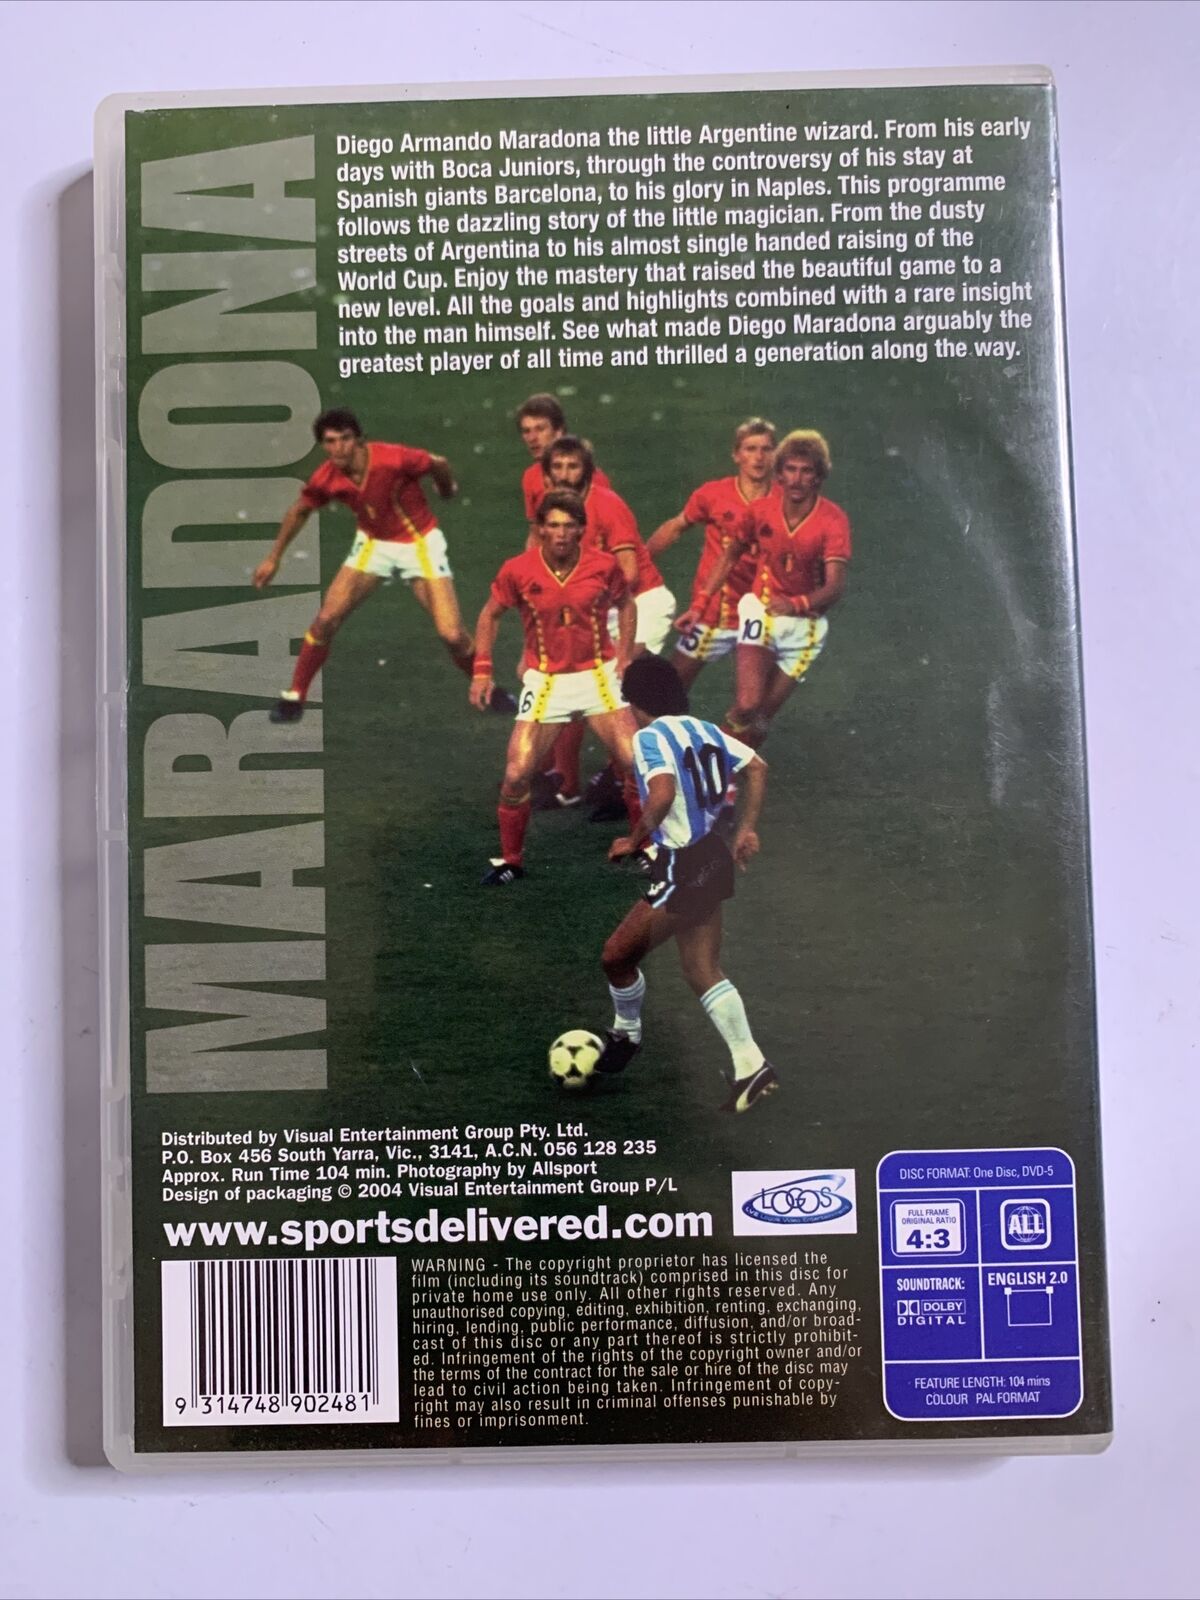 MARADONA
Diego Armando Maradona the little Argentine wizard. From his early
days with Boca Juniors, through the controversy of his stay at
Spanish giants Barcelona, to his glory in Naples. This programme
follows the dazzling story of the little magician. From the dusty
streets of Argentina to his almost single handed raising of the
World Cup. Enjoy the mastery that raised the beautiful game to a
new level. All the goals and highlights combined with a rare insight
into the man himself. See what made Diego Maradona arguably the
greatest player of all time and thrilled a generation along the way.
5
10
6
10
Distributed by Visual Entertainment Group Pty. Ltd.
P.O. Box 456 South Yarra, Vic., 3141, A.C.N. 056 128 235
Approx. Run Time 104 min. Photography by Allsport
Design of packaging © 2004 Visual Entertainment Group P/L
www.sportsdelivered.com
LOGOS
WARNING - The copyright proprietor has licensed the
film (including its soundtrack) comprised in this disc for
private home use only. All other rights reserved. Any
unauthorised copying, editing, exhibition, renting, exchanging,
hiring, lending, public performance, diffusion, and/or broad-
cast of this disc or any part thereof is strictly prohibit-
ed. Infringement of the rights of the copyright owner and/or
the terms of the contract for the sale or hire of the disc may
lead to civil action being taken. Infringement of copy-
right may also result in criminal offenses punishable by
fines or imprisonment.
9 314748 902481
DISC FORMAT: One Disc, DVD-5
FULL FRAME
ORIGINAL RATIO
4:3
ALL
SOUNDTRACK:
DOLBY
DIGITAL
ENGLISH 2.0
FEATURE LENGTH: 104 mins
COLOUR PAL FORMAT